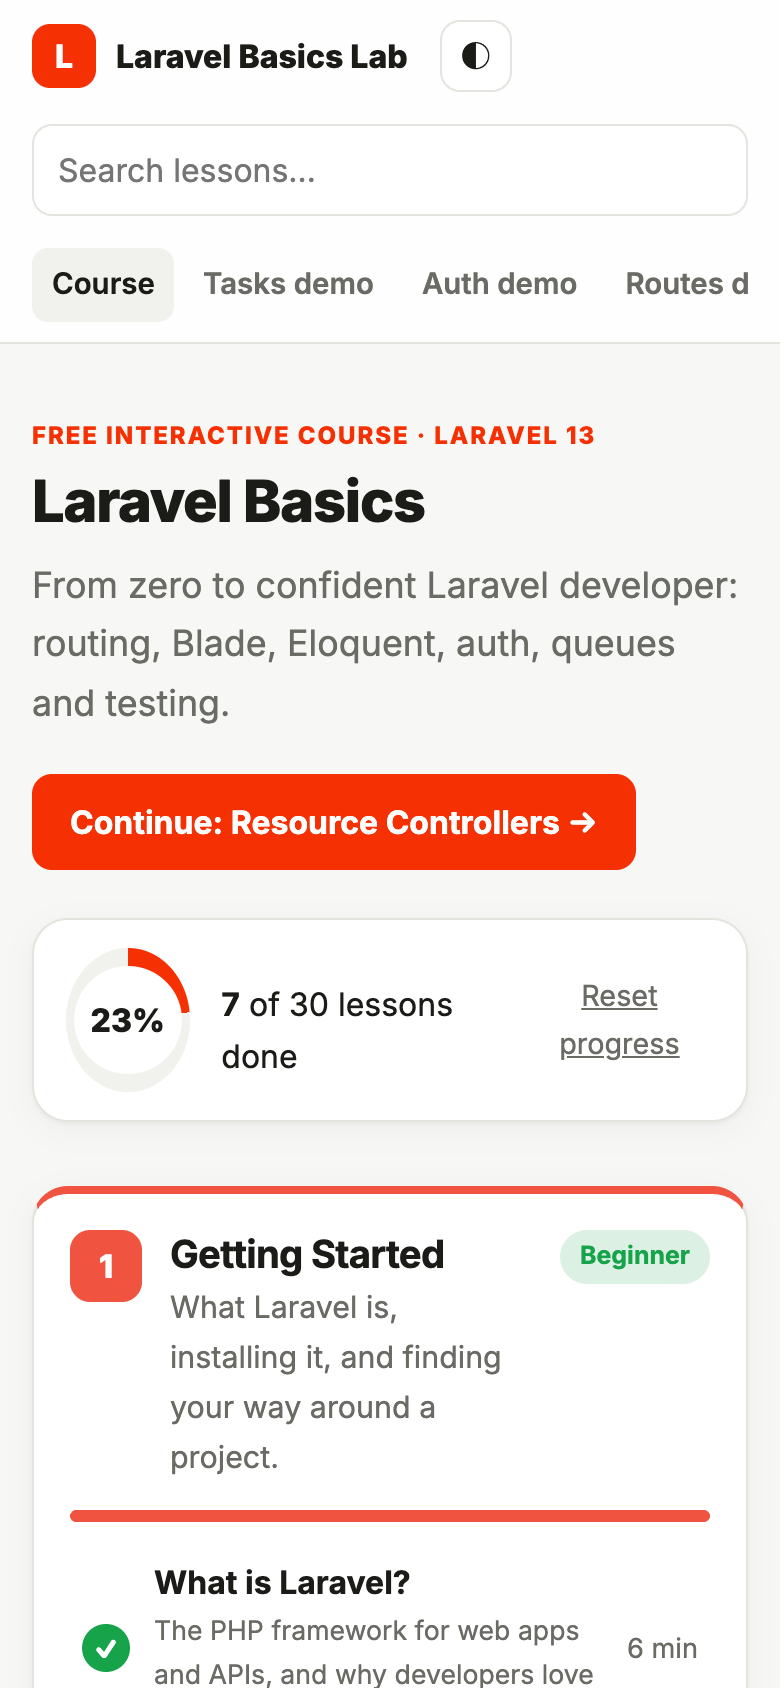 L Laravel Basics Lab
Search lessons...
Course Tasks demo Auth demo Routes d
FREE INTERACTIVE COURSE · LARAVEL 13
Laravel Basics
From zero to confident Laravel developer:
routing, Blade, Eloquent, auth, queues
and testing.
Continue: Resource Controllers →
23%
7 of 30 lessons
done
Reset
progress
1
Getting Started
Beginner
What Laravel is,
installing it, and finding
your way around a
project.
What is Laravel?
The PHP framework for web apps
and APIs, and why developers love
6 min